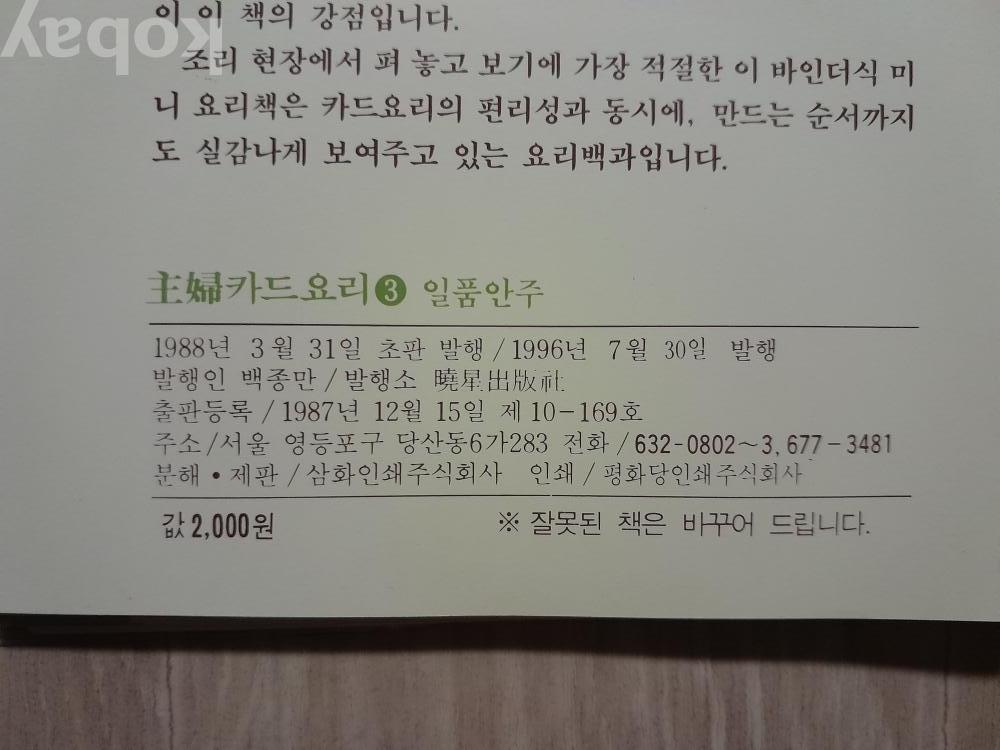 kobay
이 이 책의 강점입니다.
조리 현장에서 펴 놓고 보기에 가장 적절한 이 바인더식 미
니 요리책은 카드요리의 편리성과 동시에, 만드는 순서까지
도 실감나게 보여주고 있는 요리백과입니다.
主婦카드요리❸ 일품안주
1988년 3월 31일 초판 발행 / 1996년 7월 30일 발행
발행인 백종만 / 발행소 曉星出版社
출판등록 / 1987년 12월 15일 제10-169호
주소/서울 영등포구 당산동6가283 전화/632-0802~3, 677-3481
분해·제판 / 삼화인쇄주식회사 인쇄 / 평화당인쇄주식회사
값 2,000원 ※ 잘못된 책은 바꾸어 드립니다.